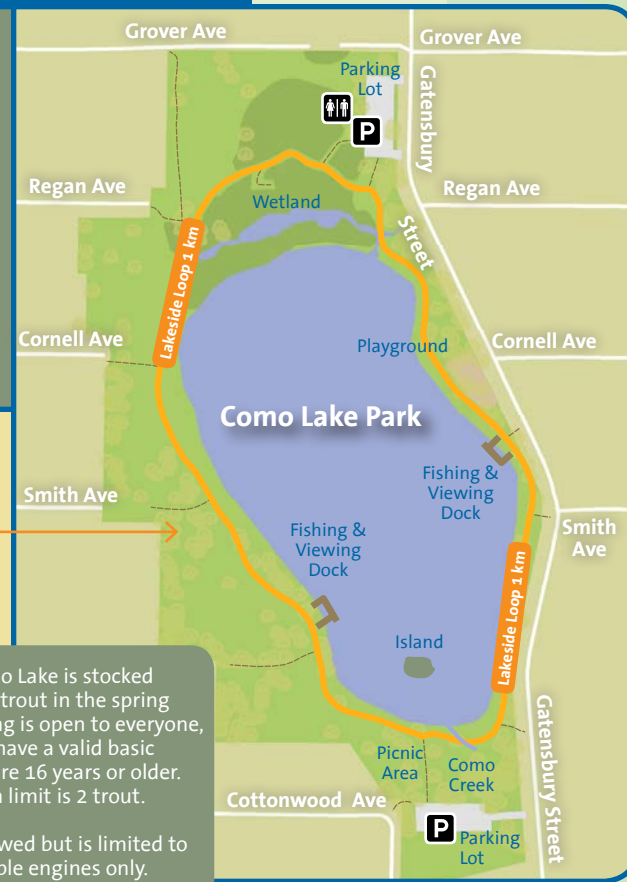 Grover Ave
Grover Ave
Parking
Lot
P
Gatensbury
Street
Regan Ave
Regan Ave
Wetland
Lakeside Loop 1 km
Playground
Cornell Ave
Cornell Ave
Como Lake Park
Fishing &
Viewing
Dock
Smith Ave
Smith
Ave
Fishing &
Viewing
Dock
Lakeside Loop 1 km
Island
Gatensbury Street
Picnic
Area
Como
Creek
Cottonwood Ave
P
Parking
Lot
o Lake is stocked
trout in the spring
ng is open to everyone,
have a valid basic
re 16 years or older.
limit is 2 trout.
wed but is limited to
ble engines only.